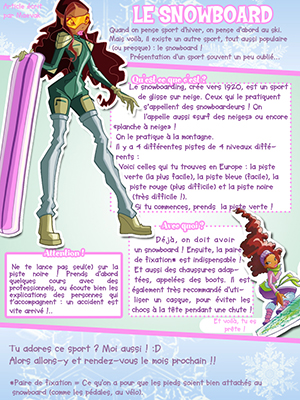 Article écrit
par
LE SNOWBOARD
Quand on pense sport d'hiver, on pense d'abord au ski.
Mais voilà, il existe un autre sport, tout aussi populaire
(ou presque) : le snowboard !
Présentation d'un sport souvent un peu oublié...
Qu'est ce que c'est ?
Le snowboarding, crée vers 1920, est un sport
de glisse sur neige. Ceux qui le pratiquent
s'appellent des snowboardeurs ! On
l'appelle aussi «surf des neiges» ou encore
«planche à neige» !
On le pratique à la montagne.
Il y a 4 différentes pistes de 4 niveaux diffé-
rents :
Voici celles qui tu trouves en Europe : la piste
verte (la plus facile), la piste bleue (facile), la
piste rouge (plus difficile) et la piste noire
(très difficile !).
Si tu commences, prends la piste verte !
Avec quoi ?
Déjà, on doit avoir
un snowboard ! Ensuite, la paire
de fixation* est indispensable !
Et aussi des chaussures adap-
tées, appelées des boots. Il est
également très recommandé d'uti-
liser un casque, pour éviter les
chocs à la tête pendant une chute !
Et voilà, tu es
prête !
Attention !
Ne te lance pas seul(e) sur la
piste noire ! Prends d'abord
quelques cours avec des
professionnels, ou écoute bien les
explications des personnes qui
t'accompagnent : un accident est
vite arrivé !..
Tu adores ce sport ? Moi aussi ! :D
Alors allons-y et rendez-vous le mois prochain !!
*Paire de fixation = Ce qu'on a pour que les pieds soient bien attachés au
snowboard (comme les pédales, au vélo).